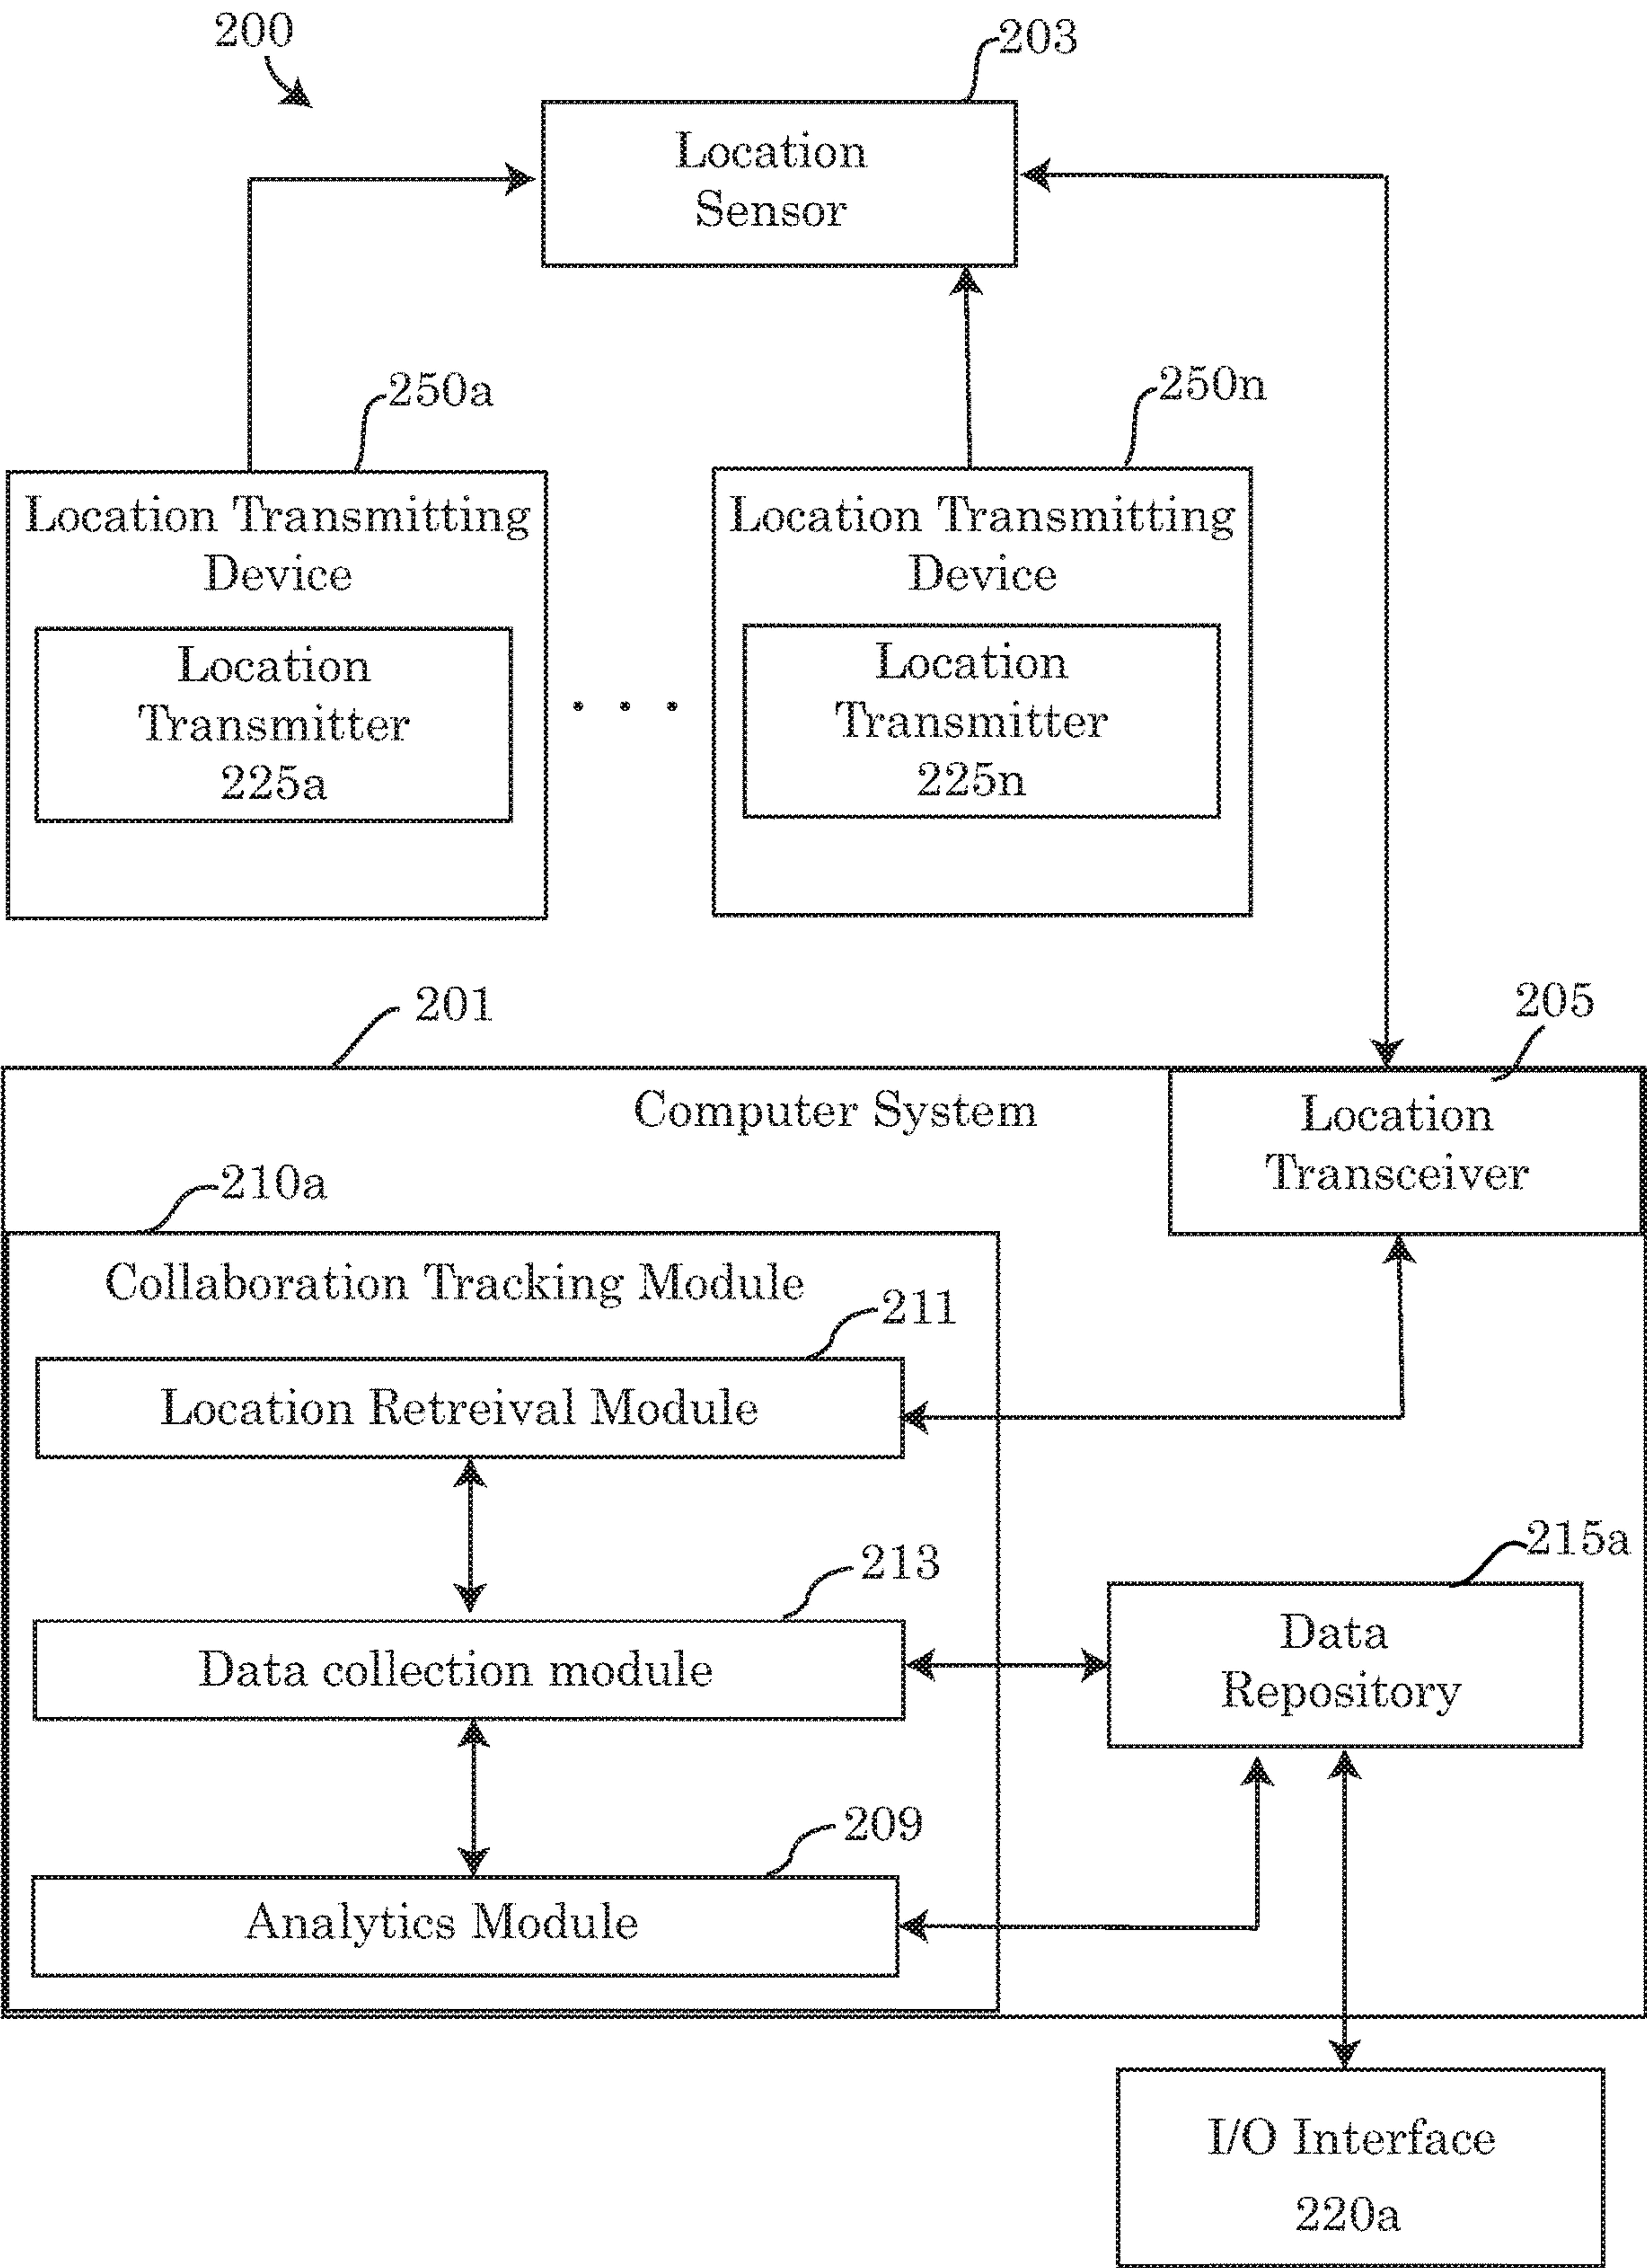 200
203
Location
Sensor
250a
250n
Location Transmitting
Device
Location
Transmitter
225a
. . .
Location Transmitting
Device
Location
Transmitter
225n
201
205
Computer System
Location
Transceiver
210a
Collaboration Tracking Module
211
Location Retreival Module
213
Data collection module
215a
Data
Repository
209
Analytics Module
I/O Interface
220a